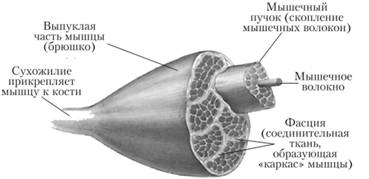 Выпуклая
часть мышцы
(брюшко)
Сухожилие
прикрепляет
мышцу к кости
Мышечный
пучок (скопление
мышечных волокон)
Мышечное
волокно
Фасция
(соединительная
ткань,
образующая
«каркас» мышцы)